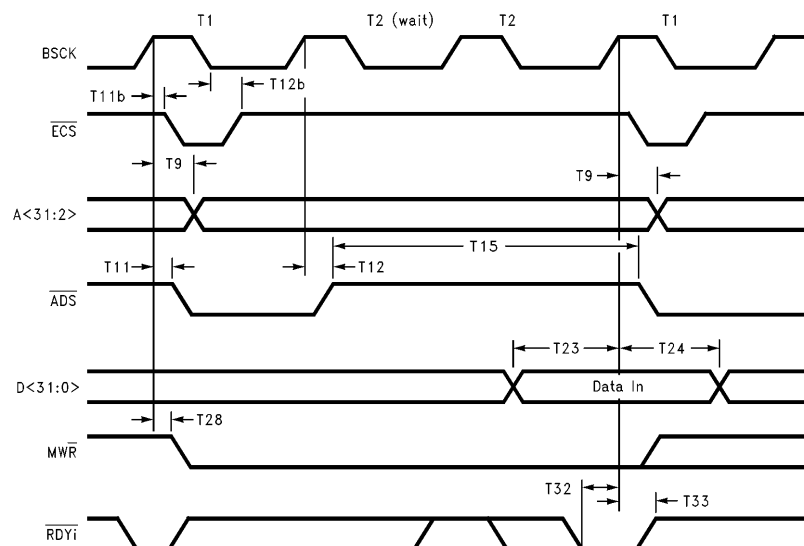 T1 T2 (wait) T2 T1
BSCK
T11b T12b
ECS
T9 T9
A<31:2>
T15
T11 T12
ADS
T23 T24
D<31:0> Data In
T28
MWR
T32 T33
RDYi